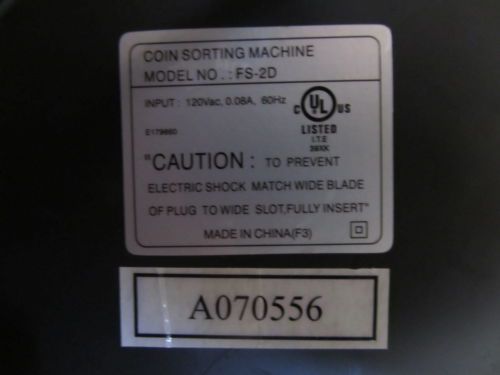 COIN SORTING MACHINE
MODEL NO. : FS-2D
INPUT : 120Vac, 0.08A, 60Hz
C UL US
LISTED
I.T.E
39XK
E179660
"CAUTION : TO PREVENT
ELECTRIC SHOCK MATCH WIDE BLADE
OF PLUG TO WIDE SLOT,FULLY INSERT"
MADE IN CHINA(F3)
A070556